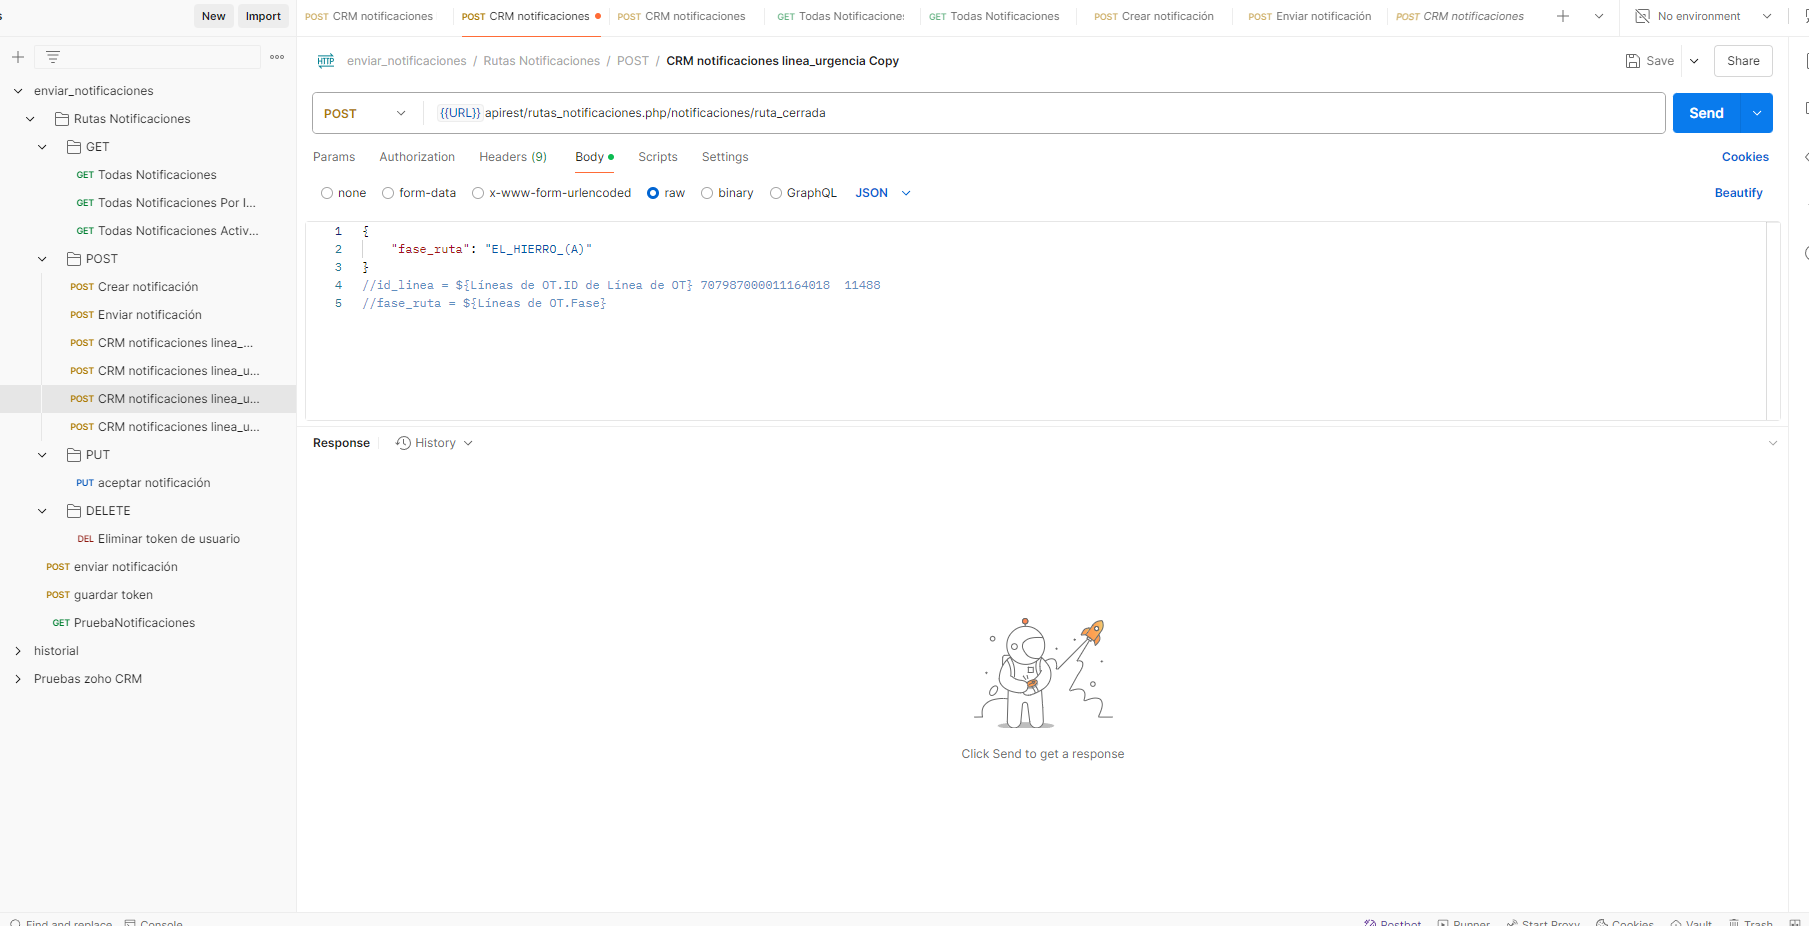 New Import
POST CRM notificaciones
POST CRM notificaciones
POST CRM notificaciones
GET Todas Notificaciones
GET Todas Notificaciones
POST Crear notificación
POST Enviar notificación
POST CRM notificaciones
No environment
enviar_notificaciones / Rutas Notificaciones / POST / CRM notificaciones linea_urgencia Copy
Save
Share
POST
{{URL}} apirest/rutas_notificaciones.php/notificaciones/ruta_cerrada
Send
Params Authorization Headers (9) Body Scripts Settings
Cookies
none form-data x-www-form-urlencoded raw binary GraphQL JSON
Beautify
1 {
2 "fase_ruta": "EL_HIERRO_(A)"
3 }
4 //id_linea = ${Líneas de OT.ID de Línea de OT} 707987000011164018 11488
5 //fase_ruta = ${Líneas de OT.Fase}
Response
History
Click Send to get a response
enviar_notificaciones
Rutas Notificaciones
GET
GET Todas Notificaciones
GET Todas Notificaciones Por I...
GET Todas Notificaciones Activ...
POST
POST Crear notificación
POST Enviar notificación
POST CRM notificaciones linea_...
POST CRM notificaciones linea_u...
POST CRM notificaciones linea_u...
POST CRM notificaciones linea_u...
PUT
PUT aceptar notificación
DELETE
DEL Eliminar token de usuario
POST enviar notificación
POST guardar token
GET PruebaNotificaciones
historial
Pruebas zoho CRM
Find and replace
Console
Postbot
Runner
Start Proxy
Cookies
Vault
Trash